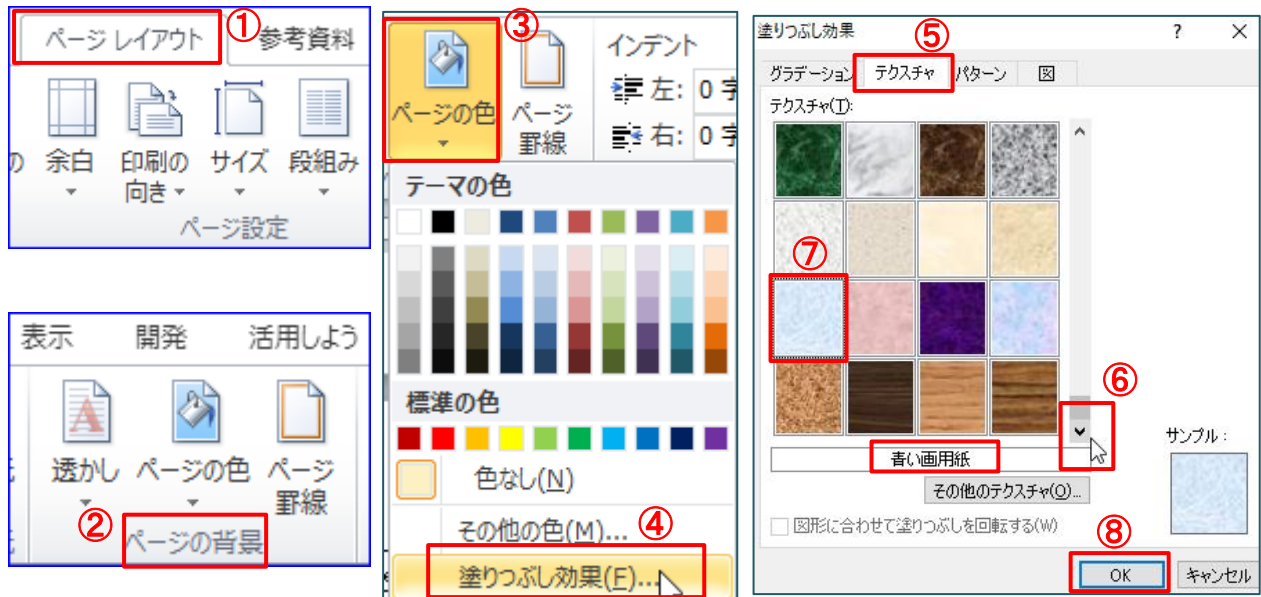 ①
ページ レイアウト
参考資料
の
余白
印刷の
向き
サイズ
段組み
ページ設定
表示
開発
活用しよう
透かし
ページの色
ページ
罫線
②
ページの背景
③
ページの色
ページ
罫線
インデント
左: 0 字
右: 0 字
テーマの色
標準の色
色なし(N)
その他の色(M)...
④
塗りつぶし効果(F)...
塗りつぶし効果
? ×
⑤
グラデーション
テクスチャ
パターン
図
テクスチャ(T):
⑦
⑥
青い画用紙
サンプル:
その他のテクスチャ(O)...
図形に合わせて塗りつぶしを回転する(W)
⑧
OK
キャンセル